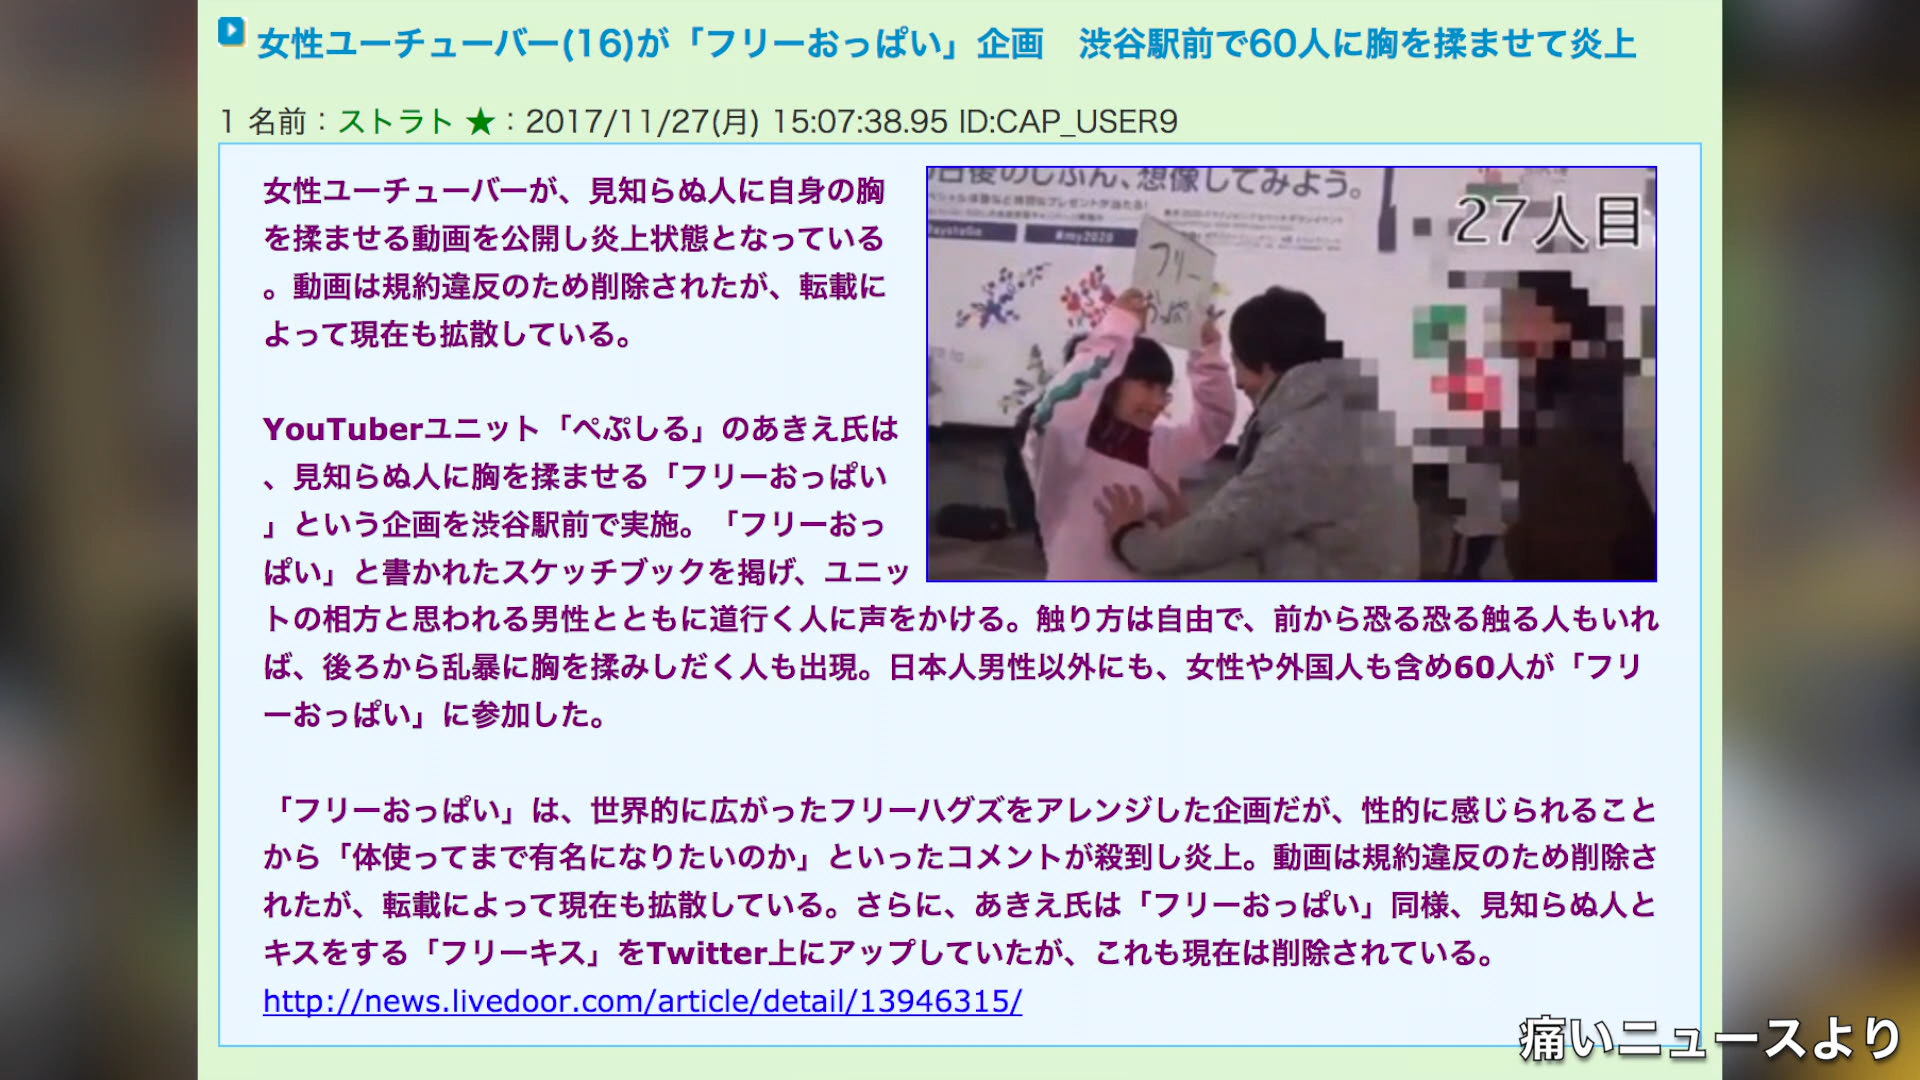 女性ユーチューバー(16)が「フリーおっぱい」企画　渋谷駅前で60人に胸を揉ませて炎上
1 名前：ストラト ★：2017/11/27(月) 15:07:38.95 ID:CAP_USER9
女性ユーチューバーが、見知らぬ人に自身の胸
を揉ませる動画を公開し炎上状態となっている
。動画は規約違反のため削除されたが、転載に
よって現在も拡散している。
想像してみよう。
27人目
#my2020
フリー
おっぱい
YouTuberユニット「ぺぷしる」のあきえ氏は
、見知らぬ人に胸を揉ませる「フリーおっぱい
」という企画を渋谷駅前で実施。「フリーおっ
ぱい」と書かれたスケッチブックを掲げ、ユニッ
トの相方と思われる男性とともに道行く人に声をかける。触り方は自由で、前から恐る恐る触る人もいれ
ば、後ろから乱暴に胸を揉みしだく人も出現。日本人男性以外にも、女性や外国人も含め60人が「フリ
ーおっぱい」に参加した。
「フリーおっぱい」は、世界的に広がったフリーハグズをアレンジした企画だが、性的に感じられること
から「体使ってまで有名になりたいのか」といったコメントが殺到し炎上。動画は規約違反のため削除さ
れたが、転載によって現在も拡散している。さらに、あきえ氏は「フリーおっぱい」同様、見知らぬ人と
キスをする「フリーキス」をTwitter上にアップしていたが、これも現在は削除されている。
http://news.livedoor.com/article/detail/13946315/
痛いニュースより